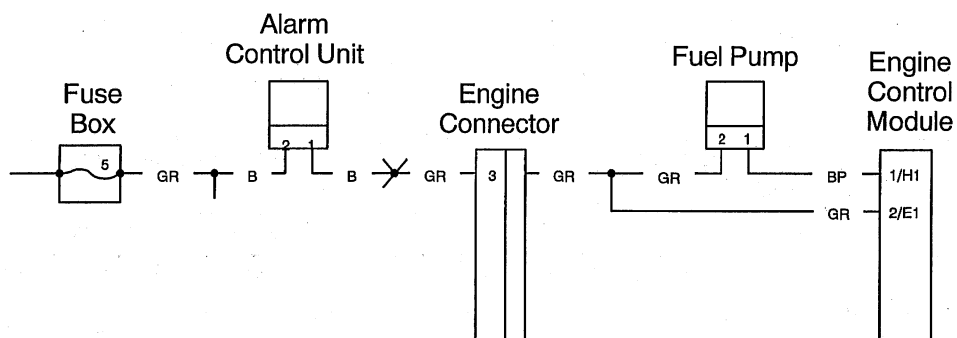 Alarm
Control Unit
Fuse
Box
Engine
Connector
Fuel Pump
Engine
Control
Module
5
2 1
2 1
GR
B
B
GR
3
GR
GR
BP
1/H1
GR
2/E1